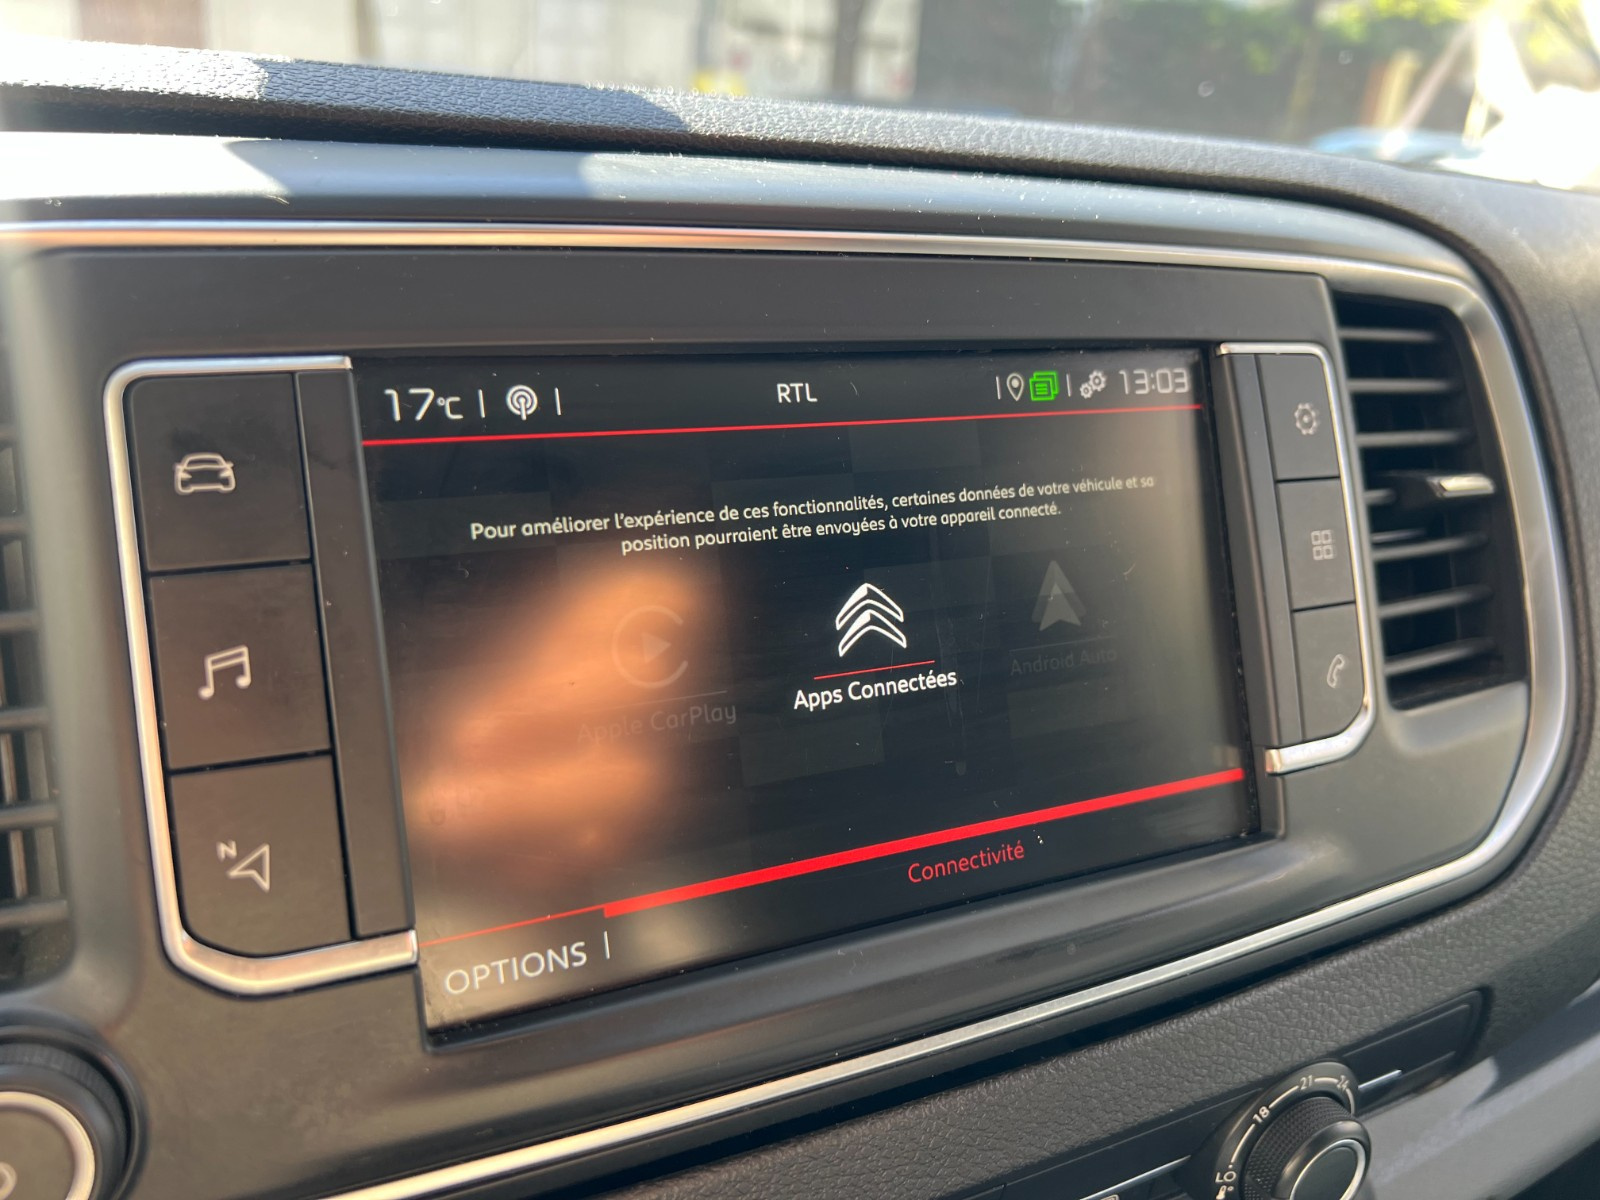 17°C
RTL
13:03
Pour améliorer l'expérience de ces fonctionnalités, certaines données de votre véhicule et sa
position pourraient être envoyées à votre appareil connecté.
Apple CarPlay
Apps Connectées
Android Auto
Connectivité
OPTIONS
N
18 21 24